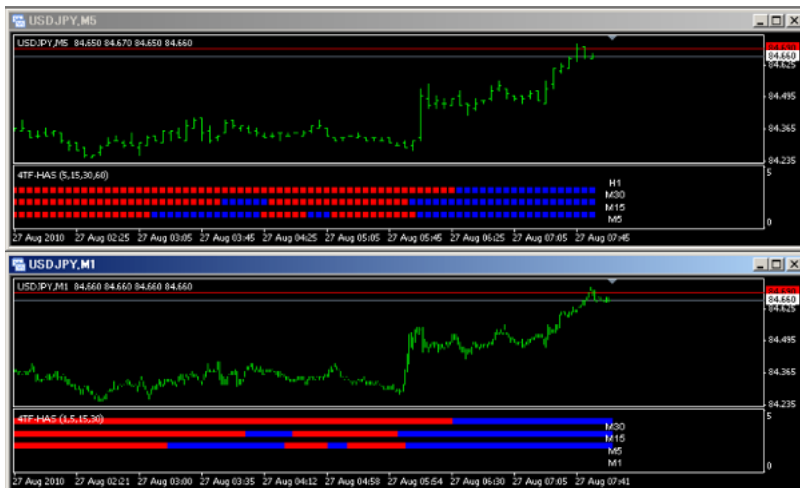 USDJPY,M5
USDJPY,M5 84.650 84.670 84.650 84.660
84.660
84.625
84.495
84.365
84.235
4TF-HAS (5,15,30,60)
5
H1
M30
M15
M5
0
27 Aug 2010 27 Aug 02:25 27 Aug 03:05 27 Aug 03:45 27 Aug 04:25 27 Aug 05:05 27 Aug 05:45 27 Aug 06:25 27 Aug 07:05 27 Aug 07:45
USDJPY,M1
USDJPY,M1 84.660 84.660 84.660 84.660
84.660
84.625
84.495
84.365
84.235
4TF-HAS (1,5,15,30)
5
M30
M15
M5
M1
0
27 Aug 2010 27 Aug 02:21 27 Aug 03:00 27 Aug 03:35 27 Aug 04:12 27 Aug 04:58 27 Aug 05:54 27 Aug 06:30 27 Aug 07:05 27 Aug 07:41